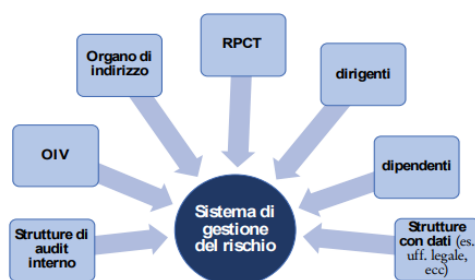 RPCT
Organo di
indirizzo
dirigenti
OIV
dipendenti
Sistema di
gestione
del rischio
Strutture di
audit
interno
Strutture
con dati (es.
uff. legale,
ecc)